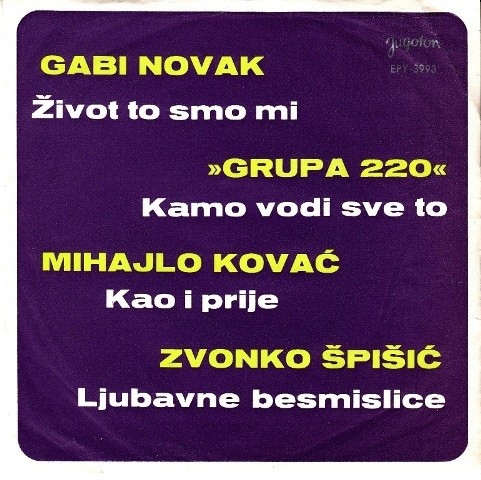 jugoton
EPY-3993
GABI NOVAK
Život to smo mi
»GRUPA 220«
Kamo vodi sve to
MIHAJLO KOVAĆ
Kao i prije
ZVONKO ŠPIŠIĆ
Ljubavne besmislice